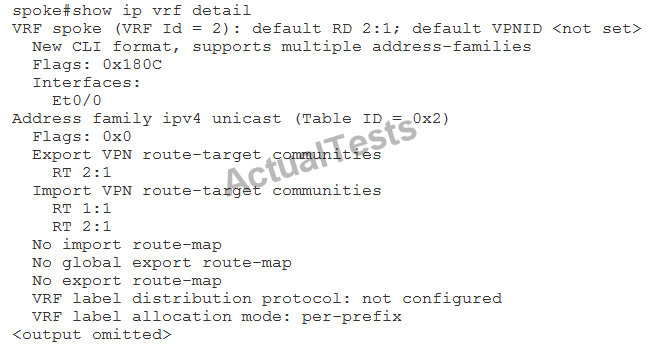 spoke#show ip vrf detail
VRF spoke (VRF Id = 2): default RD 2:1; default VPNID <not set>
  New CLI format, supports multiple address-families
  Flags: 0x180C
  Interfaces:
    Et0/0
Address family ipv4 unicast (Table ID = 0x2)
  Flags: 0x0
  Export VPN route-target communities
    RT 2:1
  Import VPN route-target communities
    RT 1:1
    RT 2:1
  No import route-map
  No global export route-map
  No export route-map
  VRF label distribution protocol: not configured
  VRF label allocation mode: per-prefix
<output omitted>
ActualTests